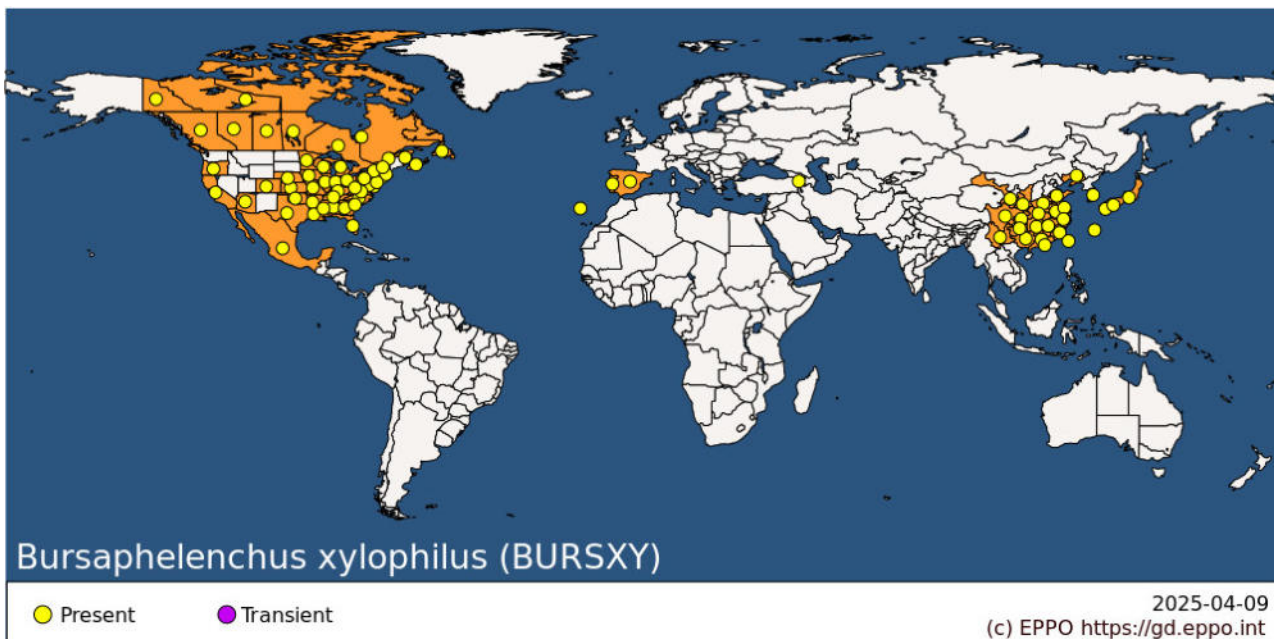 Bursaphelenchus xylophilus (BURSXY)
Present
Transient
2025-04-09
(c) EPPO https://gd.eppo.int